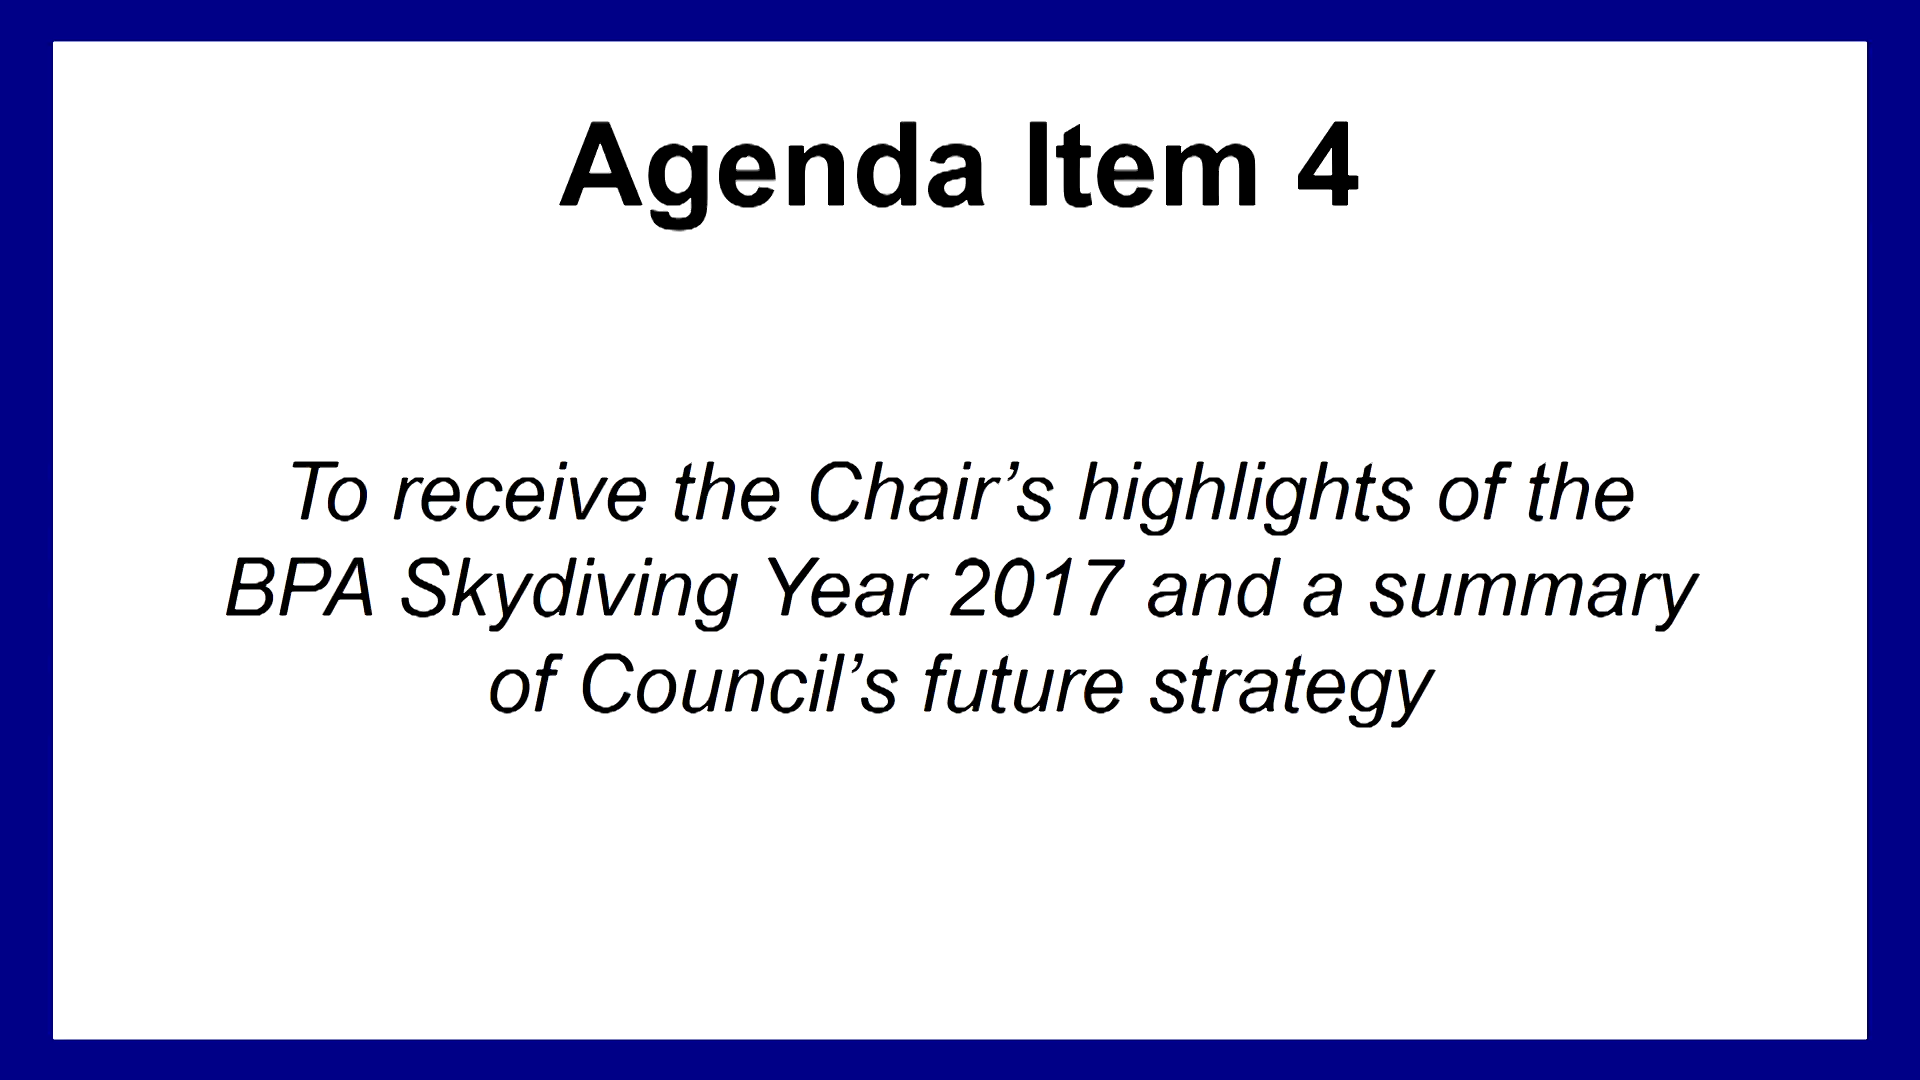 Agenda Item 4
To receive the Chair’s highlights of the
BPA Skydiving Year 2017 and a summary
of Council’s future strategy